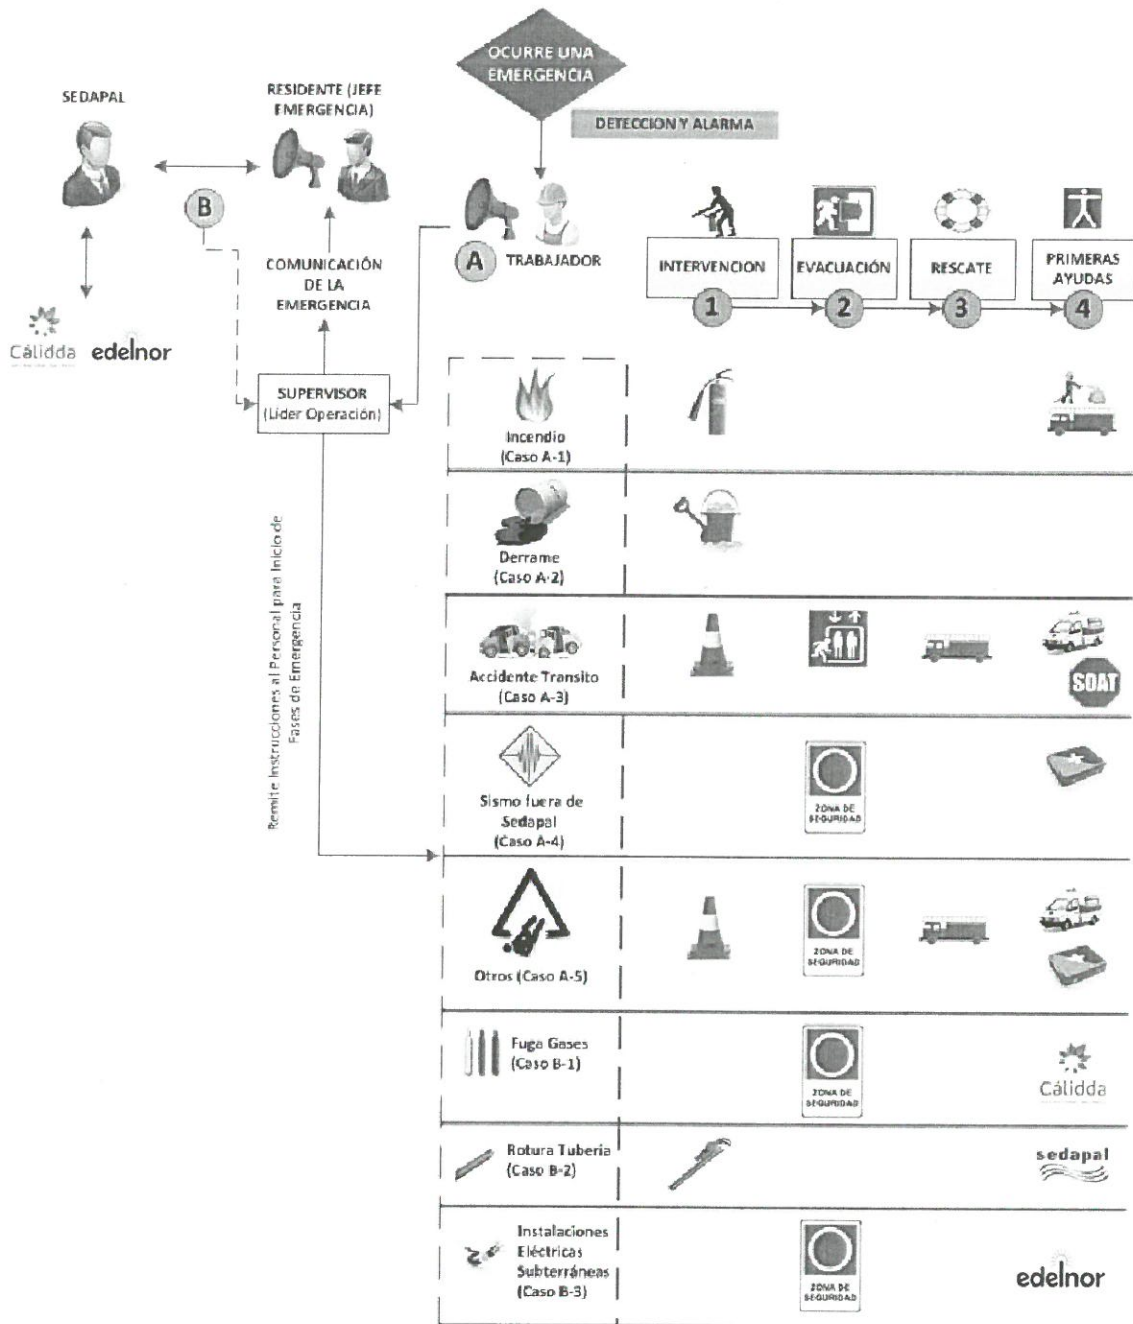 OCURRE UNA
EMERGENCIA
DETECCION Y ALARMA
SEDAPAL
RESIDENTE (JEFE
EMERGENCIA)
B
A
TRABAJADOR
COMUNICACIÓN
DE LA
EMERGENCIA
Cálidda
edelnor
SUPERVISOR
(Líder Operación)
Remite Instrucciones al Personal para Inicio de
Fases de Emergencia
INTERVENCION
EVACUACIÓN
RESCATE
PRIMERAS
AYUDAS
1
2
3
4
Incendio
(Caso A-1)
Derrame
(Caso A-2)
Accidente Transito
(Caso A-3)
SOAT
Sismo fuera de
Sedapal
(Caso A-4)
ZONA DE
SEGURIDAD
Otros (Caso A-5)
ZONA DE
SEGURIDAD
Fuga Gases
(Caso B-1)
ZONA DE
SEGURIDAD
Cálidda
Rotura Tuberia
(Caso B-2)
sedapal
Instalaciones
Eléctricas
Subterráneas
(Caso B-3)
ZONA DE
SEGURIDAD
edelnor